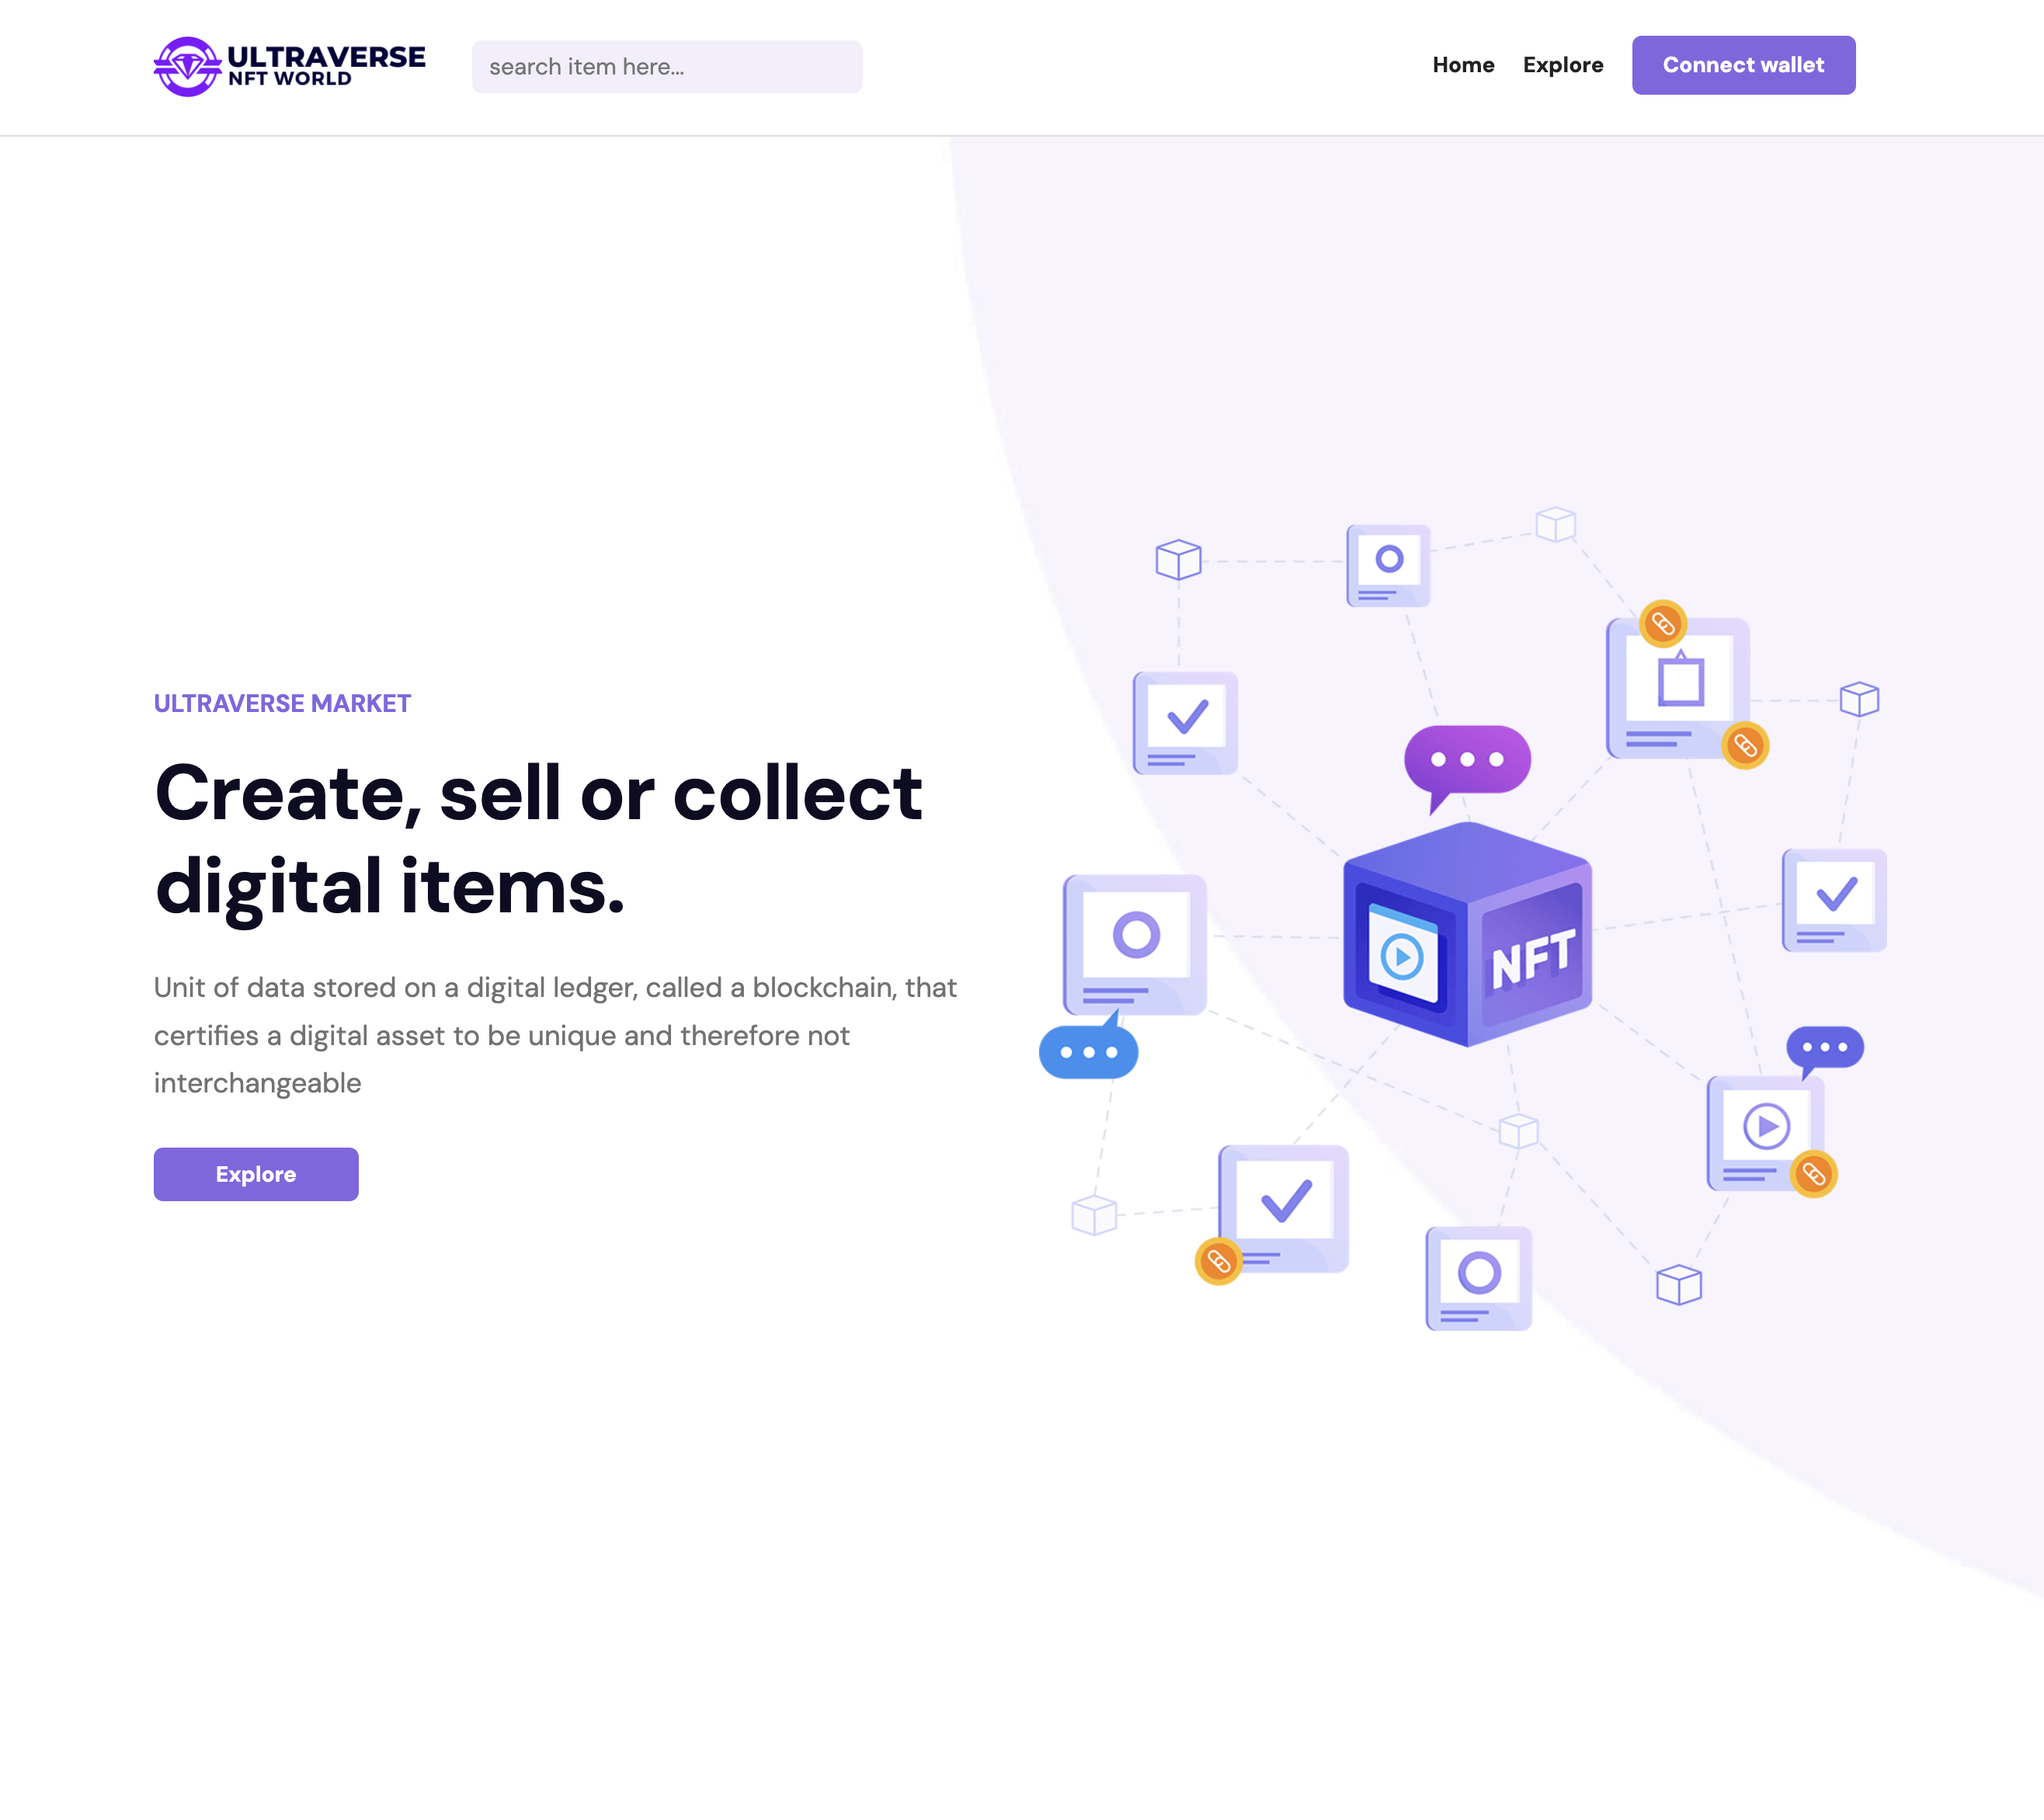 ULTRAVERSE
NFT WORLD
search item here...
Home
Explore
Connect wallet
ULTRAVERSE MARKET
Create, sell or collect
digital items.
Unit of data stored on a digital ledger, called a blockchain, that
certifies a digital asset to be unique and therefore not
interchangeable
Explore
NFT